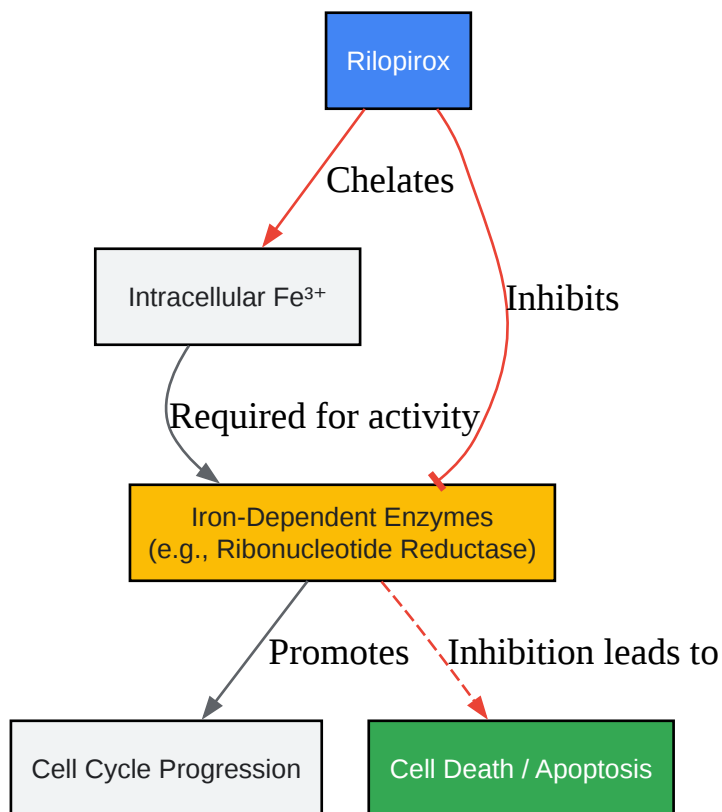 Rilopirox
Chelates
Intracellular Fe³⁺
Inhibits
Required for activity
Iron-Dependent Enzymes
(e.g., Ribonucleotide Reductase)
Promotes
Inhibition leads to
Cell Cycle Progression
Cell Death / Apoptosis